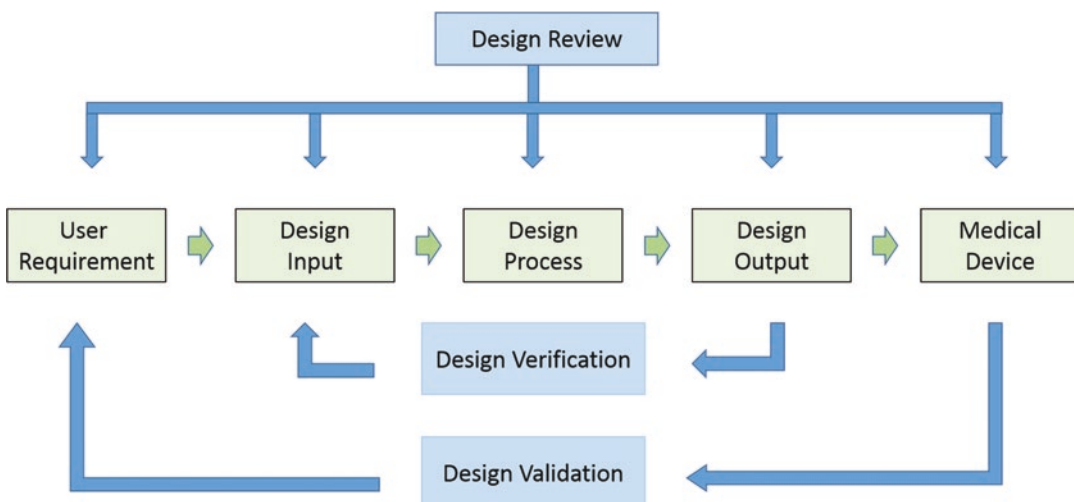 Design Review
User
Requirement
Design
Input
Design
Process
Design
Output
Medical
Device
Design Verification
Design Validation